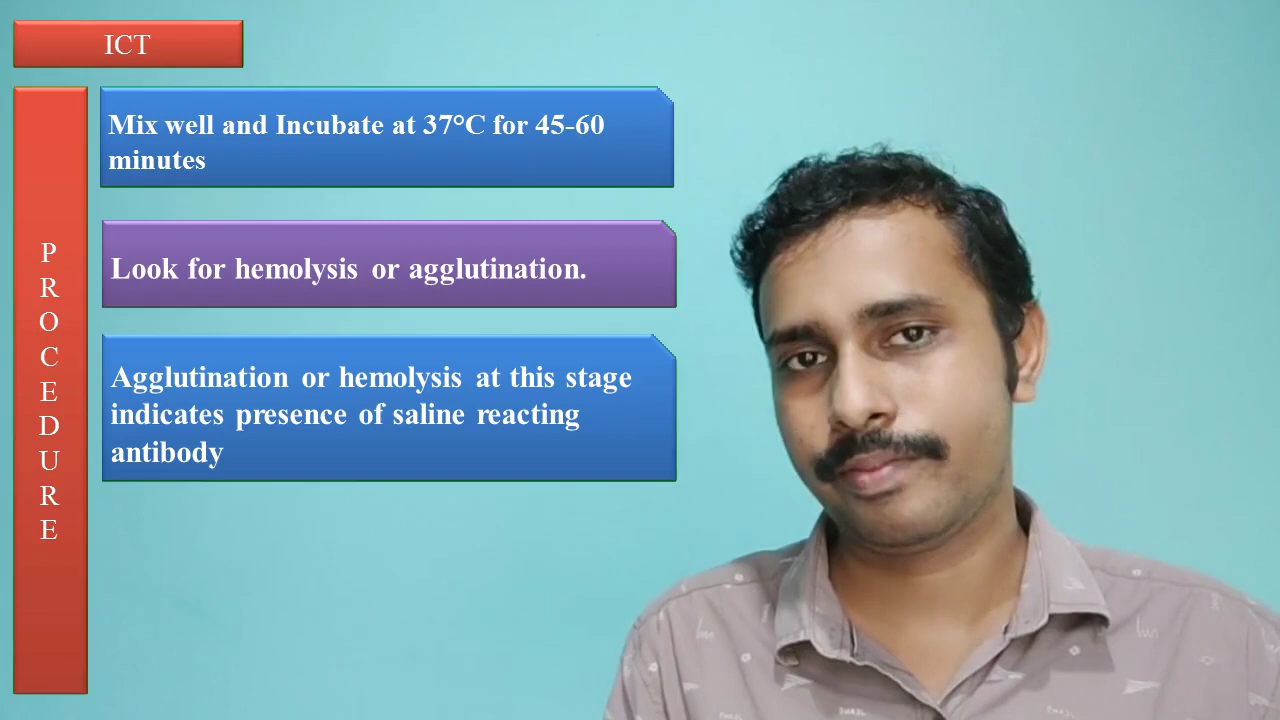 ICT
PROCEDURE
Mix well and Incubate at 37°C for 45-60
minutes
Look for hemolysis or agglutination.
Agglutination or hemolysis at this stage
indicates presence of saline reacting
antibody